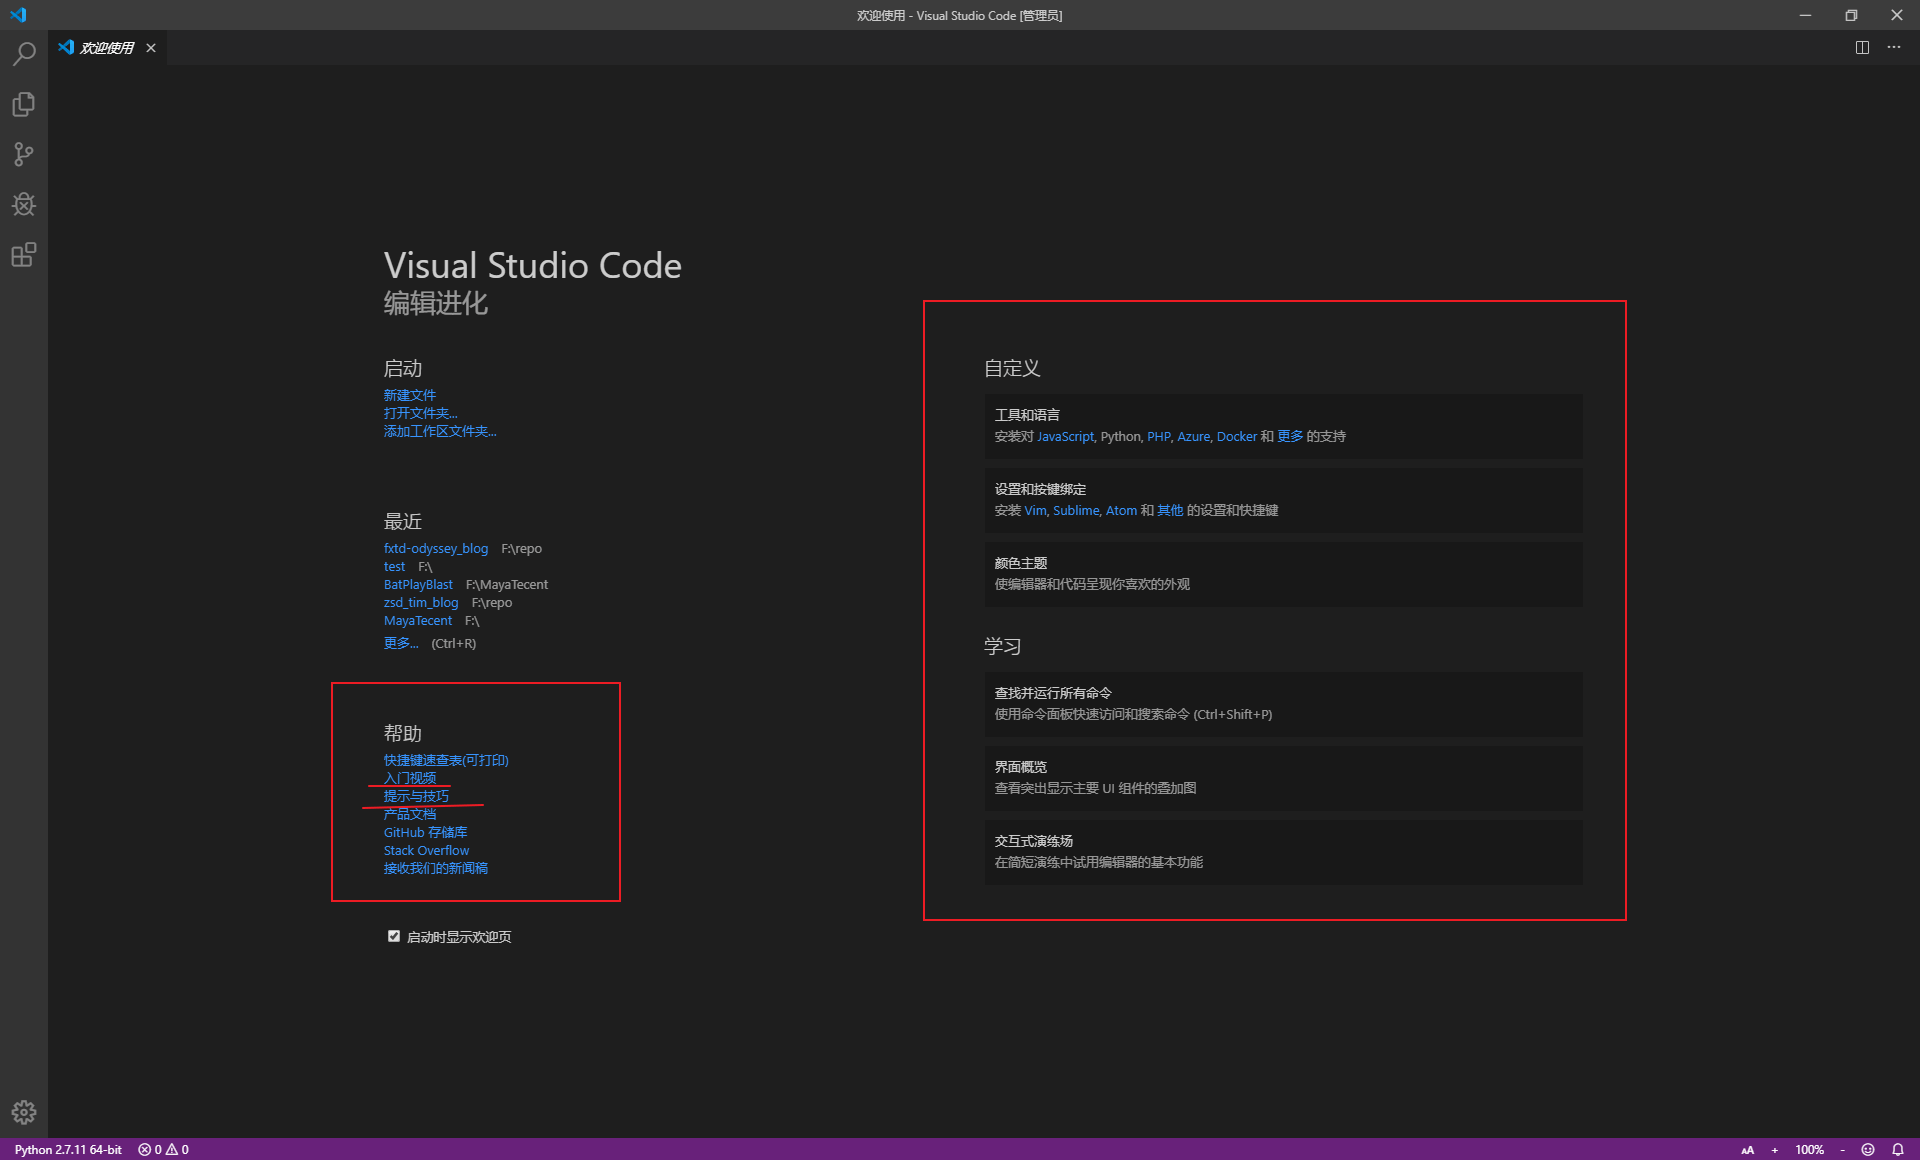 欢迎使用 - Visual Studio Code [管理员]
欢迎使用
Visual Studio Code
编辑进化
启动
新建文件
打开文件夹...
添加工作区文件夹...
最近
fxtd-odyssey_blog F:\repo
test F:\
BatPlayBlast F:\MayaTecent
zsd_tim_blog F:\repo
MayaTecent F:\
更多... (Ctrl+R)
帮助
快捷键速查表(可打印)
入门视频
提示与技巧
产品文档
GitHub 存储库
Stack Overflow
接收我们的新闻稿
启动时显示欢迎页
自定义
工具和语言
安装对 JavaScript, Python, PHP, Azure, Docker 和 更多 的支持
设置和按键绑定
安装 Vim, Sublime, Atom 和 其他 的设置和快捷键
颜色主题
使编辑器和代码呈现你喜欢的外观
学习
查找并运行所有命令
使用命令面板快速访问和搜索命令 (Ctrl+Shift+P)
界面概览
查看突出显示主要 UI 组件的叠加图
交互式演练场
在简短演练中试用编辑器的基本功能
Python 2.7.11 64-bit 0 0 AA + 100% -